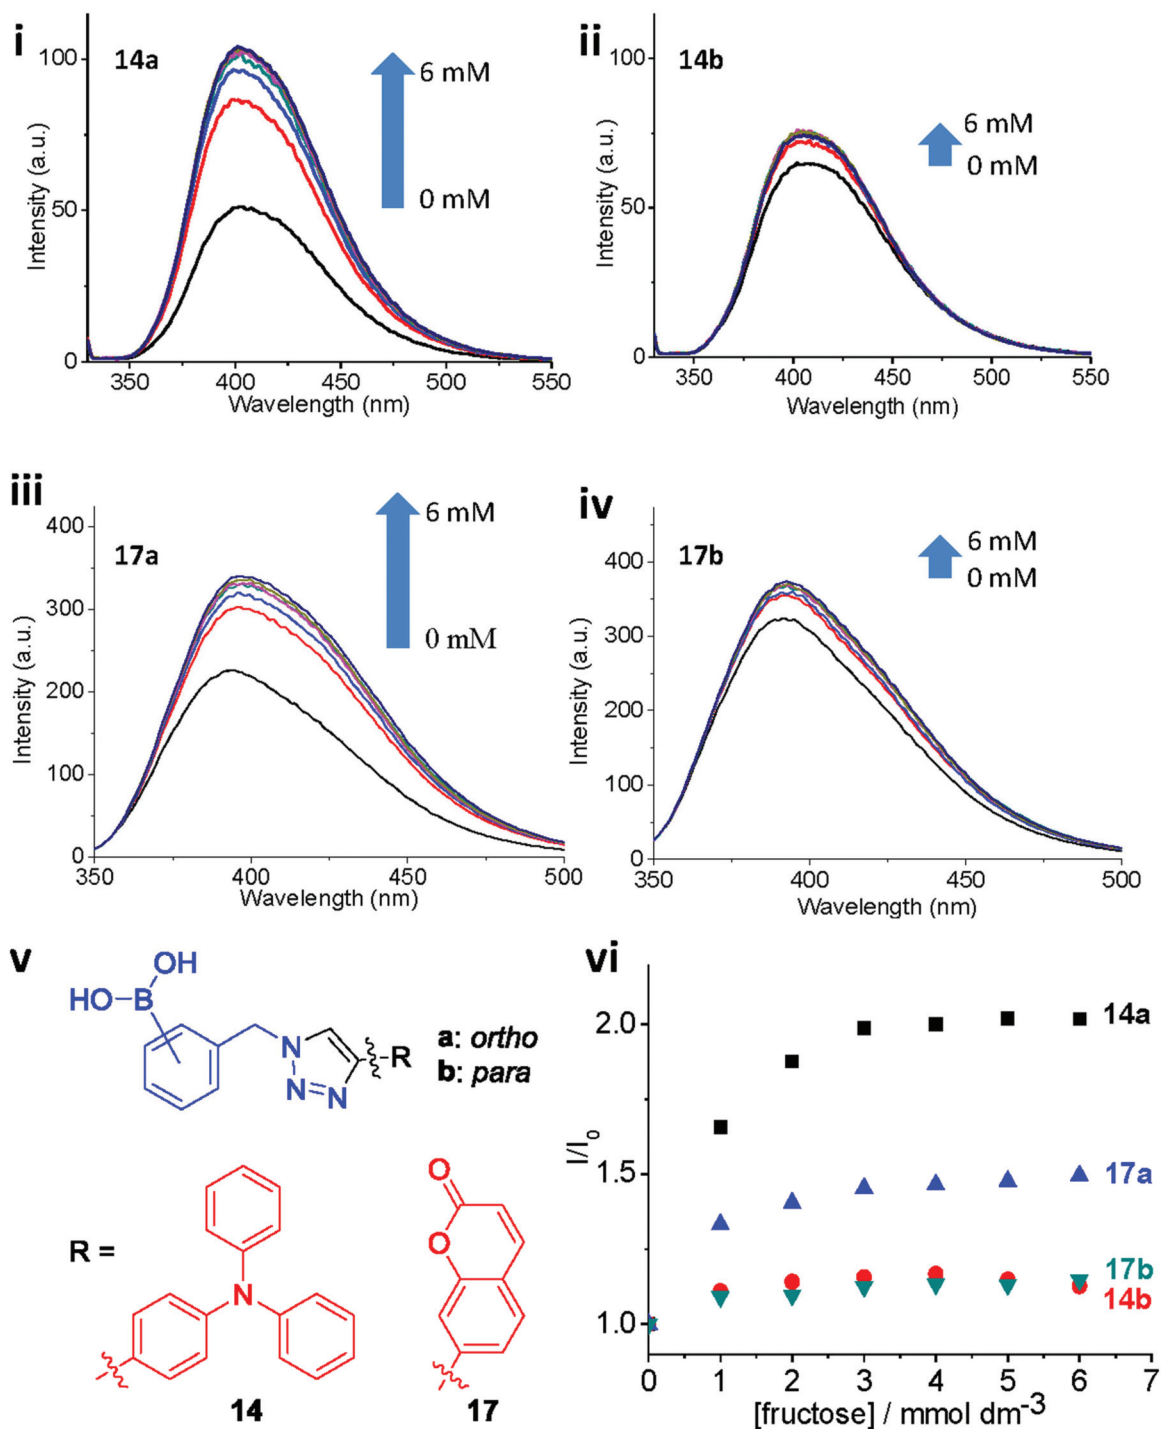 i
14a
6 mM
0 mM
100
50
0
Intensity (a.u.)
350 400 450 500 550
Wavelength (nm)
ii
14b
6 mM
0 mM
100
50
0
Intensity (a.u.)
350 400 450 500 550
Wavelength (nm)
iii
17a
6 mM
0 mM
400
300
200
100
0
Intensity (a.u.)
350 400 450 500
Wavelength (nm)
iv
17b
6 mM
0 mM
400
300
200
100
0
Intensity (a.u.)
350 400 450 500
Wavelength (nm)
v
OH
HO B
N
N N
R
a: ortho
b: para
R =
N
14
O
O
17
vi
2.0
1.5
1.0
I/I0
14a
17a
17b
14b
0 1 2 3 4 5 6 7
[fructose] / mmol dm-3